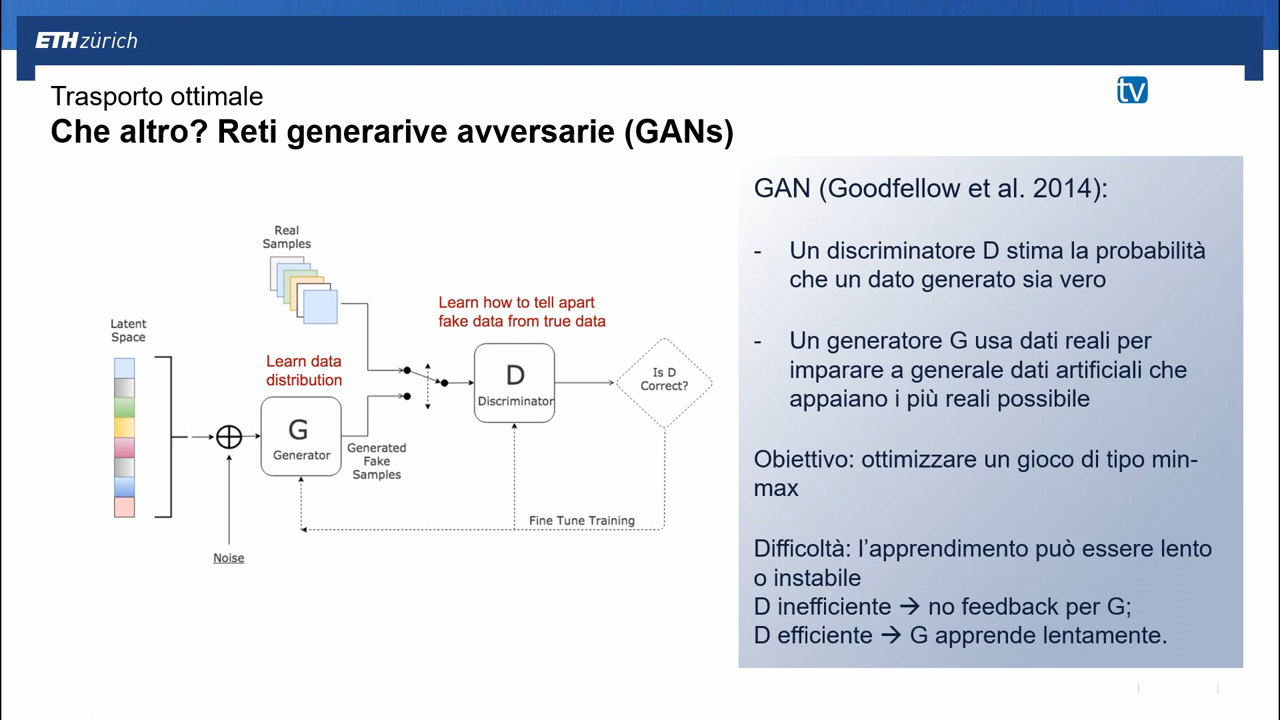 ETH zürich
tv
Trasporto ottimale
Che altro? Reti generarive avversarie (GANs)
Real
Samples
Learn how to tell apart
fake data from true data
Latent
Space
Learn data
distribution
D
Discriminator
Is D
Correct?
G
Generator
Generated
Fake
Samples
Fine Tune Training
Noise
GAN (Goodfellow et al. 2014):
- Un discriminatore D stima la probabilità
che un dato generato sia vero
- Un generatore G usa dati reali per
imparare a generale dati artificiali che
appaiano i più reali possibile
Obiettivo: ottimizzare un gioco di tipo min-
max
Difficoltà: l’apprendimento può essere lento
o instabile
D inefficiente → no feedback per G;
D efficiente → G apprende lentamente.